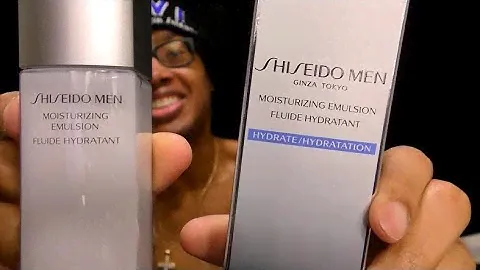 SHISEIDO MEN
MOISTURIZING
EMULSION
FLUIDE HYDRATANT
SHISEIDO MEN
GINZA TOKYO
MOISTURIZING EMULSION
FLUIDE HYDRATANT
HYDRATE/HYDRATATION